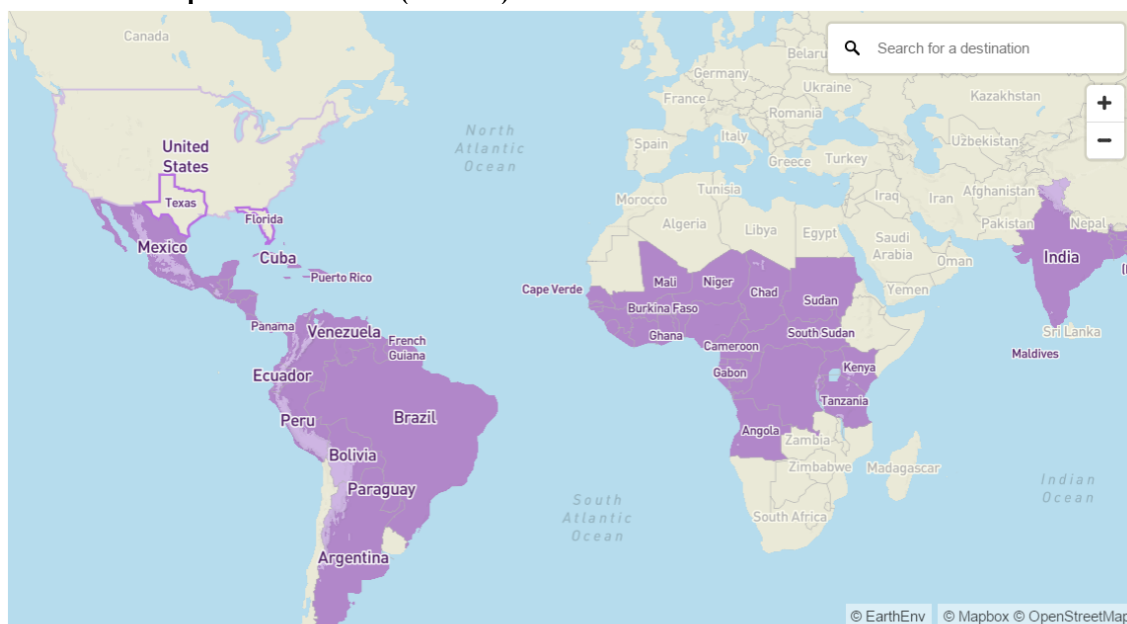 Canada
Search for a destination
Belaru
Germany
Ukraine
Kazakhstan
France
Romania
North
Atlantic
Ocean
Italy
Uzbekistan
Spain
Greece
Turkey
United
States
Texas
Florida
Tunisia
Morocco
Algeria
Libya
Egypt
Iraq
Iran
Afghanistan
Pakistan
Nepal
Saudi
Arabia
Oman
Yemen
India
Mexico
Cuba
Puerto Rico
Cape Verde
Mali
Niger
Chad
Sudan
Burkina Faso
Ghana
South Sudan
Cameroon
Sri Lanka
Maldives
Panama
Venezuela
French
Guiana
Ecuador
Gabon
Kenya
Tanzania
Peru
Brazil
Angola
Zambia
Bolivia
Zimbabwe
Madagascar
Paraguay
South
Atlantic
Ocean
Indian
Ocean
South Africa
Argentina
© EarthEnv © Mapbox © OpenStreetMap